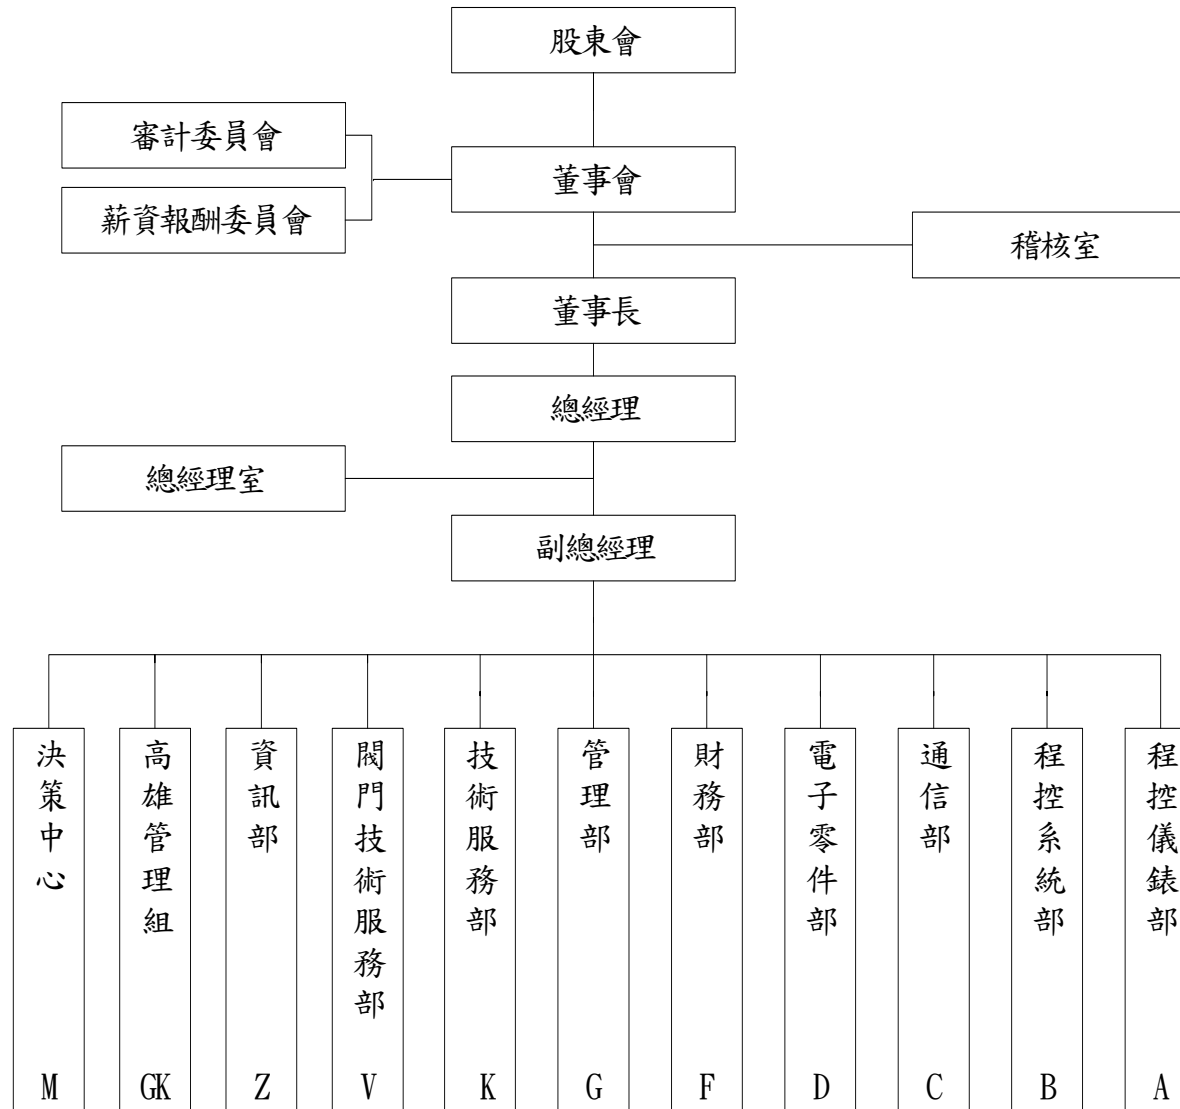 股東會
審計委員會
董事會
薪資報酬委員會
稽核室
董事長
總經理
總經理室
副總經理
決策中心
M
高雄管理組
GK
資訊部
Z
閥門技術服務部
V
技術服務部
K
管理部
G
財務部
F
電子零件部
D
通信部
C
程控系統部
B
程控儀錶部
A